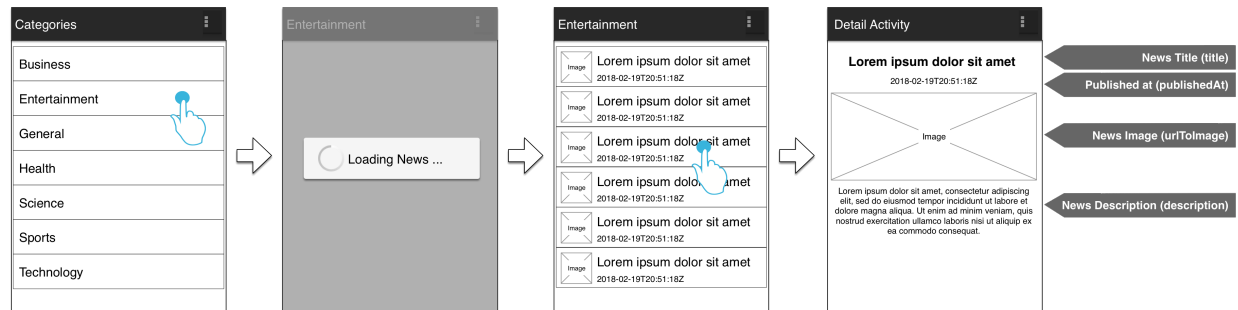 Categories
Business
Entertainment
General
Health
Science
Sports
Technology
Entertainment
Loading News ...
Entertainment
Image
Lorem ipsum dolor sit amet
2018-02-19T20:51:18Z
Image
Lorem ipsum dolor sit amet
2018-02-19T20:51:18Z
Image
Lorem ipsum dolor sit amet
2018-02-19T20:51:18Z
Image
Lorem ipsum dolor sit amet
2018-02-19T20:51:18Z
Image
Lorem ipsum dolor sit amet
2018-02-19T20:51:18Z
Image
Lorem ipsum dolor sit amet
2018-02-19T20:51:18Z
Detail Activity
Lorem ipsum dolor sit amet
2018-02-19T20:51:18Z
Image
Lorem ipsum dolor sit amet, consectetur adipiscing
elit, sed do eiusmod tempor incididunt ut labore et
dolore magna aliqua. Ut enim ad minim veniam, quis
nostrud exercitation ullamco laboris nisi ut aliquip ex
ea commodo consequat.
News Title (title)
Published at (publishedAt)
News Image (urlToImage)
News Description (description)